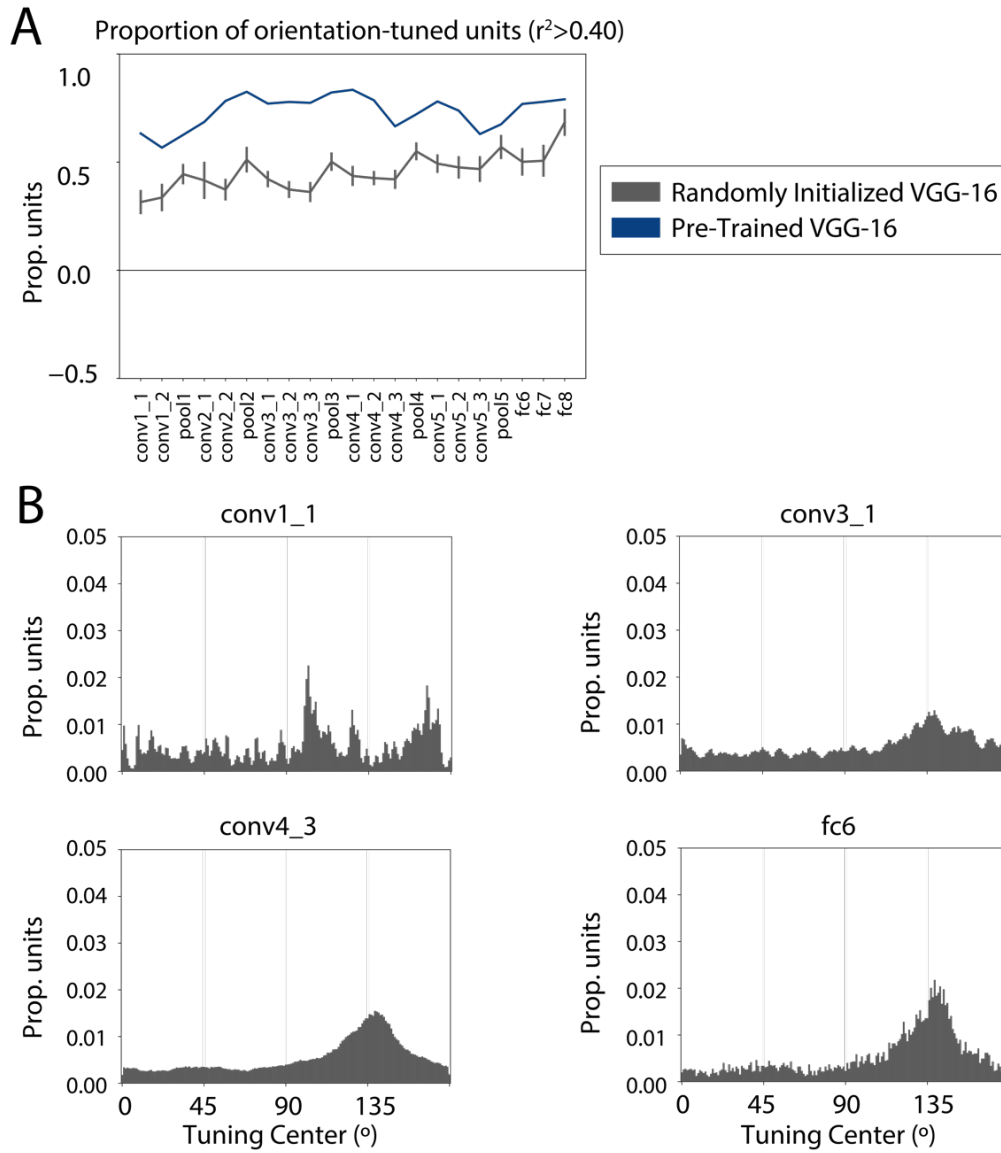 A
Proportion of orientation-tuned units (r²>0.40)
1.0
0.5
0.0
−0.5
Prop. units
conv1_1
conv1_2
pool1
conv2_1
conv2_2
pool2
conv3_1
conv3_2
conv3_3
pool3
conv4_1
conv4_2
conv4_3
pool4
conv5_1
conv5_2
conv5_3
pool5
fc6
fc7
fc8
Randomly Initialized VGG-16
Pre-Trained VGG-16
B
conv1_1
0.05
0.04
0.03
0.02
0.01
0.00
Prop. units
conv3_1
0.05
0.04
0.03
0.02
0.01
0.00
Prop. units
conv4_3
0.05
0.04
0.03
0.02
0.01
0.00
Prop. units
0 45 90 135
Tuning Center (º)
fc6
0.05
0.04
0.03
0.02
0.01
0.00
Prop. units
0 45 90 135
Tuning Center (º)